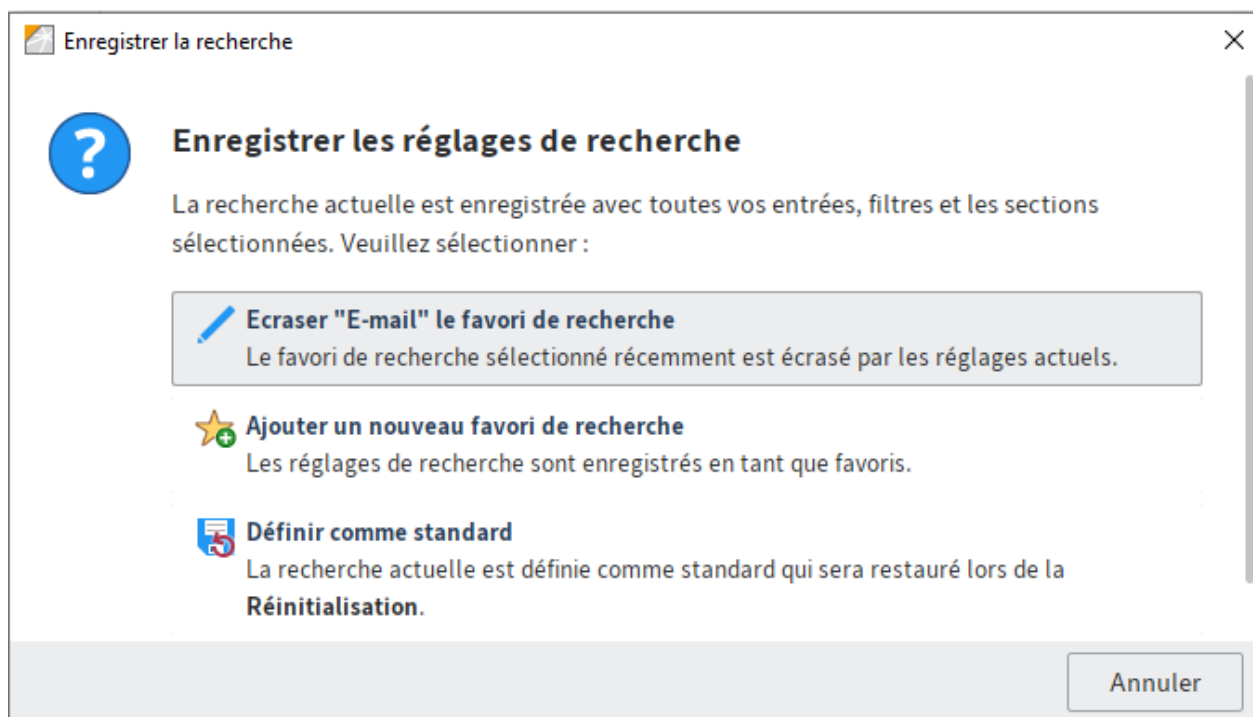 Enregistrer la recherche
Enregistrer les réglages de recherche
La recherche actuelle est enregistrée avec toutes vos entrées, filtres et les sections
sélectionnées. Veuillez sélectionner :
Ecraser "E-mail" le favori de recherche
Le favori de recherche sélectionné récemment est écrasé par les réglages actuels.
Ajouter un nouveau favori de recherche
Les réglages de recherche sont enregistrés en tant que favoris.
Définir comme standard
La recherche actuelle est définie comme standard qui sera restauré lors de la
Réinitialisation.
Annuler